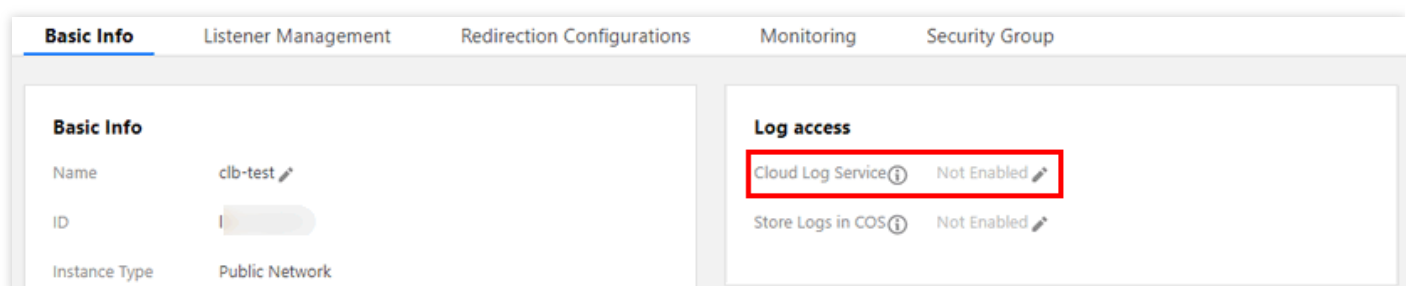 Basic Info Listener Management Redirection Configurations Monitoring Security Group
Basic Info
Name clb-test
ID
Instance Type Public Network
Log access
Cloud Log Service Not Enabled
Store Logs in COS Not Enabled